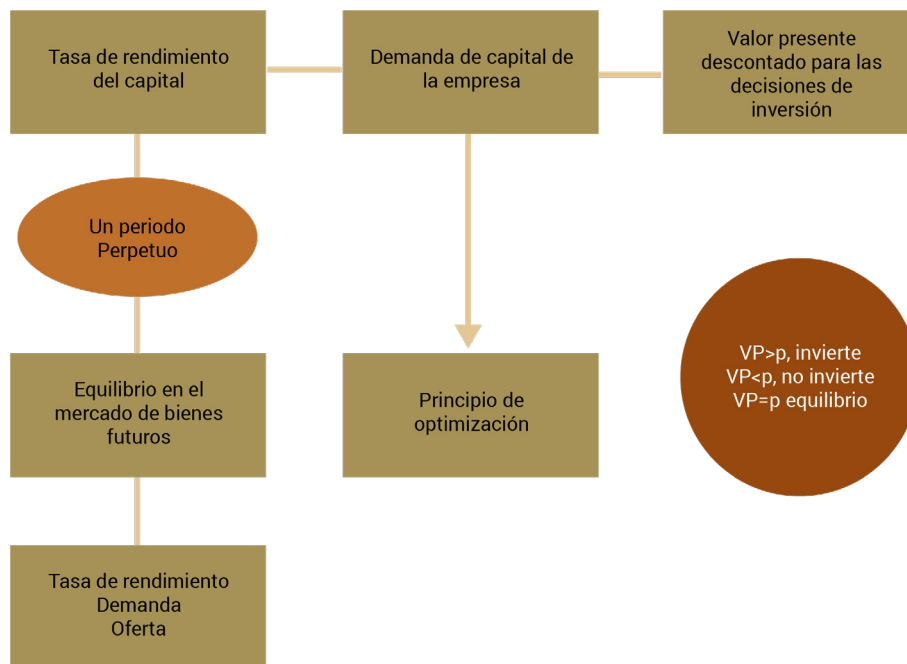 Tasa de rendimiento
del capital
Demanda de capital de
la empresa
Valor presente
descontado para las
decisiones de
inversión
Un periodo
Perpetuo
Equilibrio en el
mercado de bienes
futuros
Principio de
optimización
VP>p, invierte
VP<p, no invierte
VP=p equilibrio
Tasa de rendimiento
Demanda
Oferta